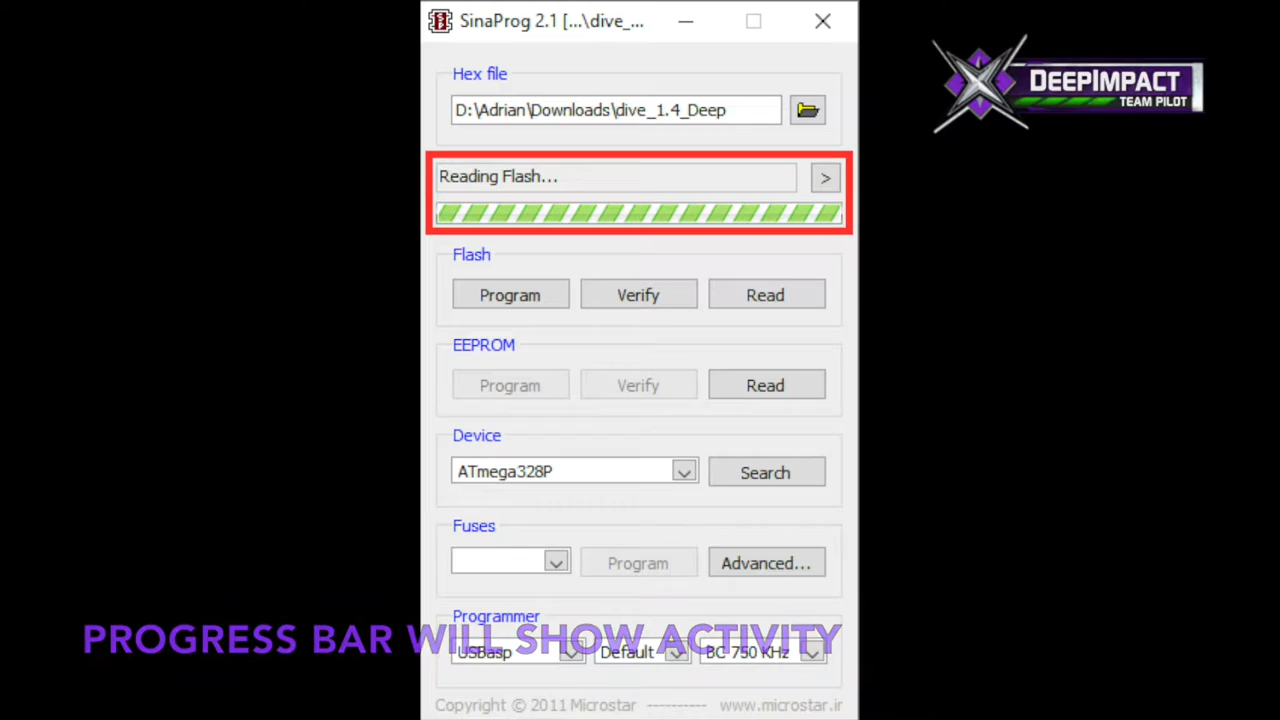 SinaProg 2.1 [...\dive_...
DEEPIMPACT
TEAM PILOT
Hex file
D:\Adrian\Downloads\dive_1.4_Deep
Reading Flash...
>
Flash
Program Verify Read
EEPROM
Program Verify Read
Device
ATmega328P Search
Fuses
Program Advanced...
Programmer
PROGRESS BAR WILL SHOW ACTIVITY
USBasp Default BC 750 KHz
Copyright © 2011 Microstar ---------- www.microstar.ir